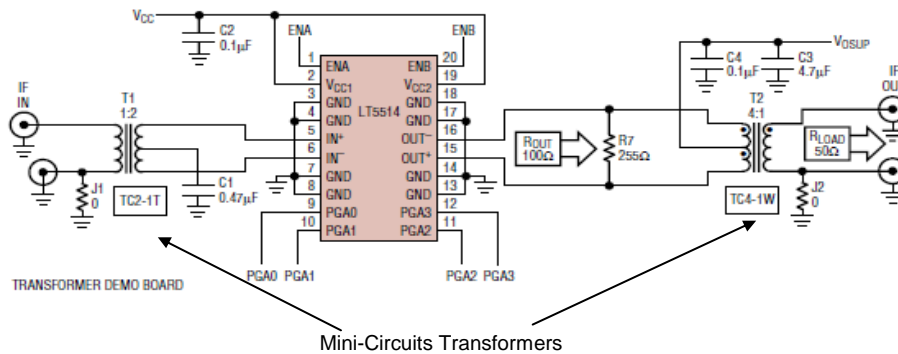 VCC
C2
0.1µF
ENA
ENB
1
ENA
2
VCC1
3
GND
4
GND
5
IN+
6
IN−
7
GND
8
GND
9
PGA0
10
PGA1
LT5514
20
ENB
19
VCC2
18
GND
17
GND
16
OUT−
15
OUT+
14
GND
13
GND
12
PGA3
11
PGA2
IF
IN
T1
1:2
J1
0
TC2-1T
C1
0.47µF
PGA0
PGA1
PGA2
PGA3
ROUT
100Ω
R7
255Ω
C4
0.1µF
C3
4.7µF
VOSUP
T2
4:1
RLOAD
50Ω
J2
0
TC4-1W
TRANSFORMER DEMO BOARD
Mini-Circuits Transformers